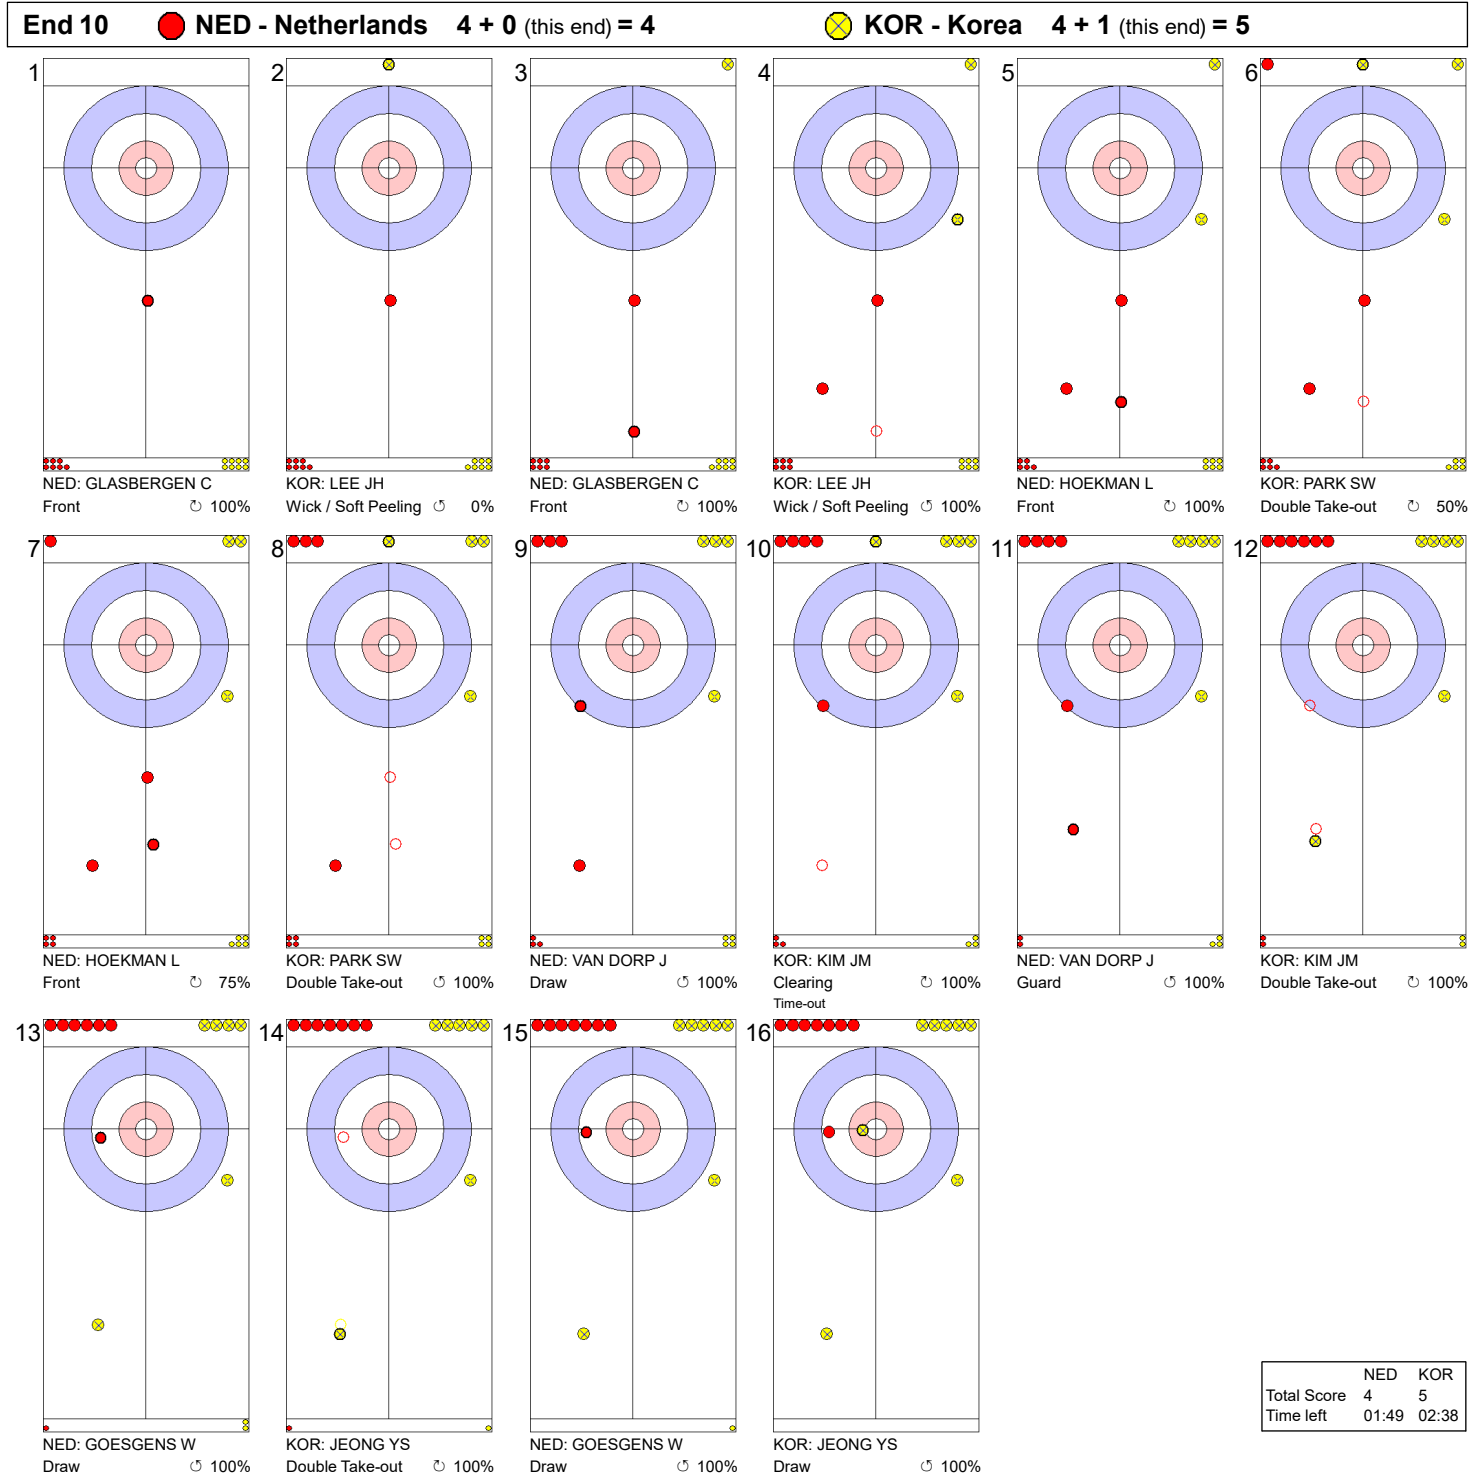 End 10 NED - Netherlands 4 + 0 (this end) = 4 KOR - Korea 4 + 1 (this end) = 5
1 2 3 4 5 6
NED: GLASBERGEN C KOR: LEE JH NED: GLASBERGEN C KOR: LEE JH NED: HOEKMAN L KOR: PARK SW
Front ↻ 100% Wick / Soft Peeling ↺ 0% Front ↻ 100% Wick / Soft Peeling ↺ 100% Front ↻ 100% Double Take-out ↻ 50%
7 8 9 10 11 12
NED: HOEKMAN L KOR: PARK SW NED: VAN DORP J KOR: KIM JM NED: VAN DORP J KOR: KIM JM
Front ↻ 75% Double Take-out ↻ 100% Draw ↻ 100% Clearing ↻ 100% Guard ↻ 100% Double Take-out ↻ 100%
Time-out
13 14 15 16
NED KOR
Total Score 4 5
Time left 01:49 02:38
NED: GOESGENS W KOR: JEONG YS NED: GOESGENS W KOR: JEONG YS
Draw ↺ 100% Double Take-out ↻ 100% Draw ↺ 100% Draw ↺ 100%